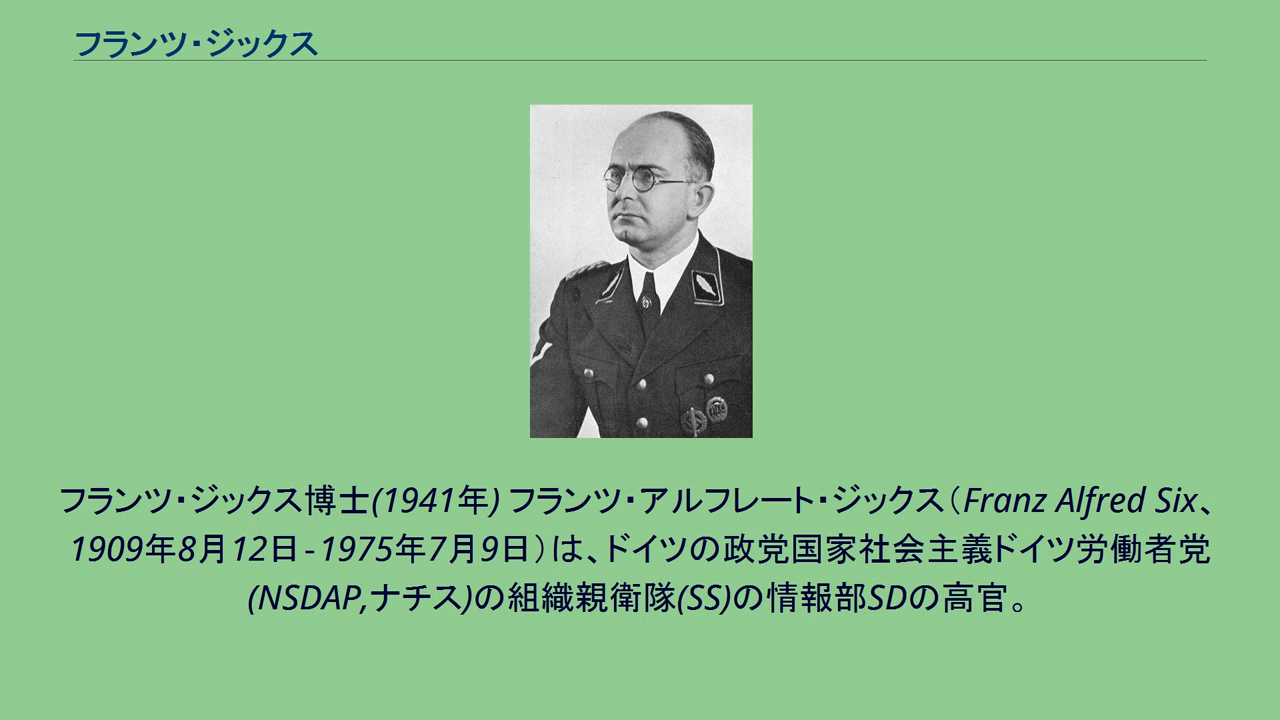 フランツ・ジックス
フランツ・ジックス博士(1941年) フランツ・アルフレート・ジックス（Franz Alfred Six、
1909年8月12日 - 1975年7月9日）は、ドイツの政党国家社会主義ドイツ労働者党
(NSDAP,ナチス)の組織親衛隊(SS)の情報部SDの高官。